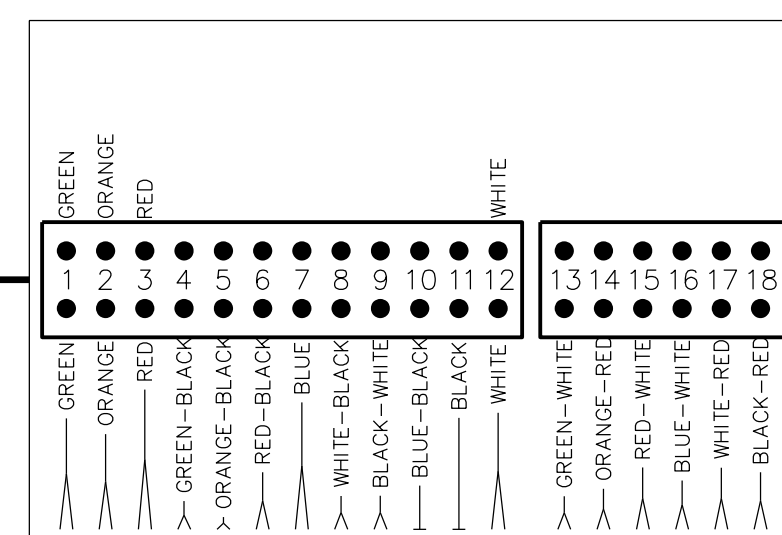 GREEN
ORANGE
RED
WHITE
1 2 3 4 5 6 7 8 9 10 11 12
13 14 15 16 17 18
GREEN
ORANGE
RED
GREEN-BLACK
ORANGE-BLACK
RED-BLACK
BLUE
WHITE-BLACK
BLACK-WHITE
BLUE-BLACK
BLACK
WHITE
GREEN-WHITE
ORANGE-RED
RED-WHITE
BLUE-WHITE
WHITE-RED
BLACK-RED